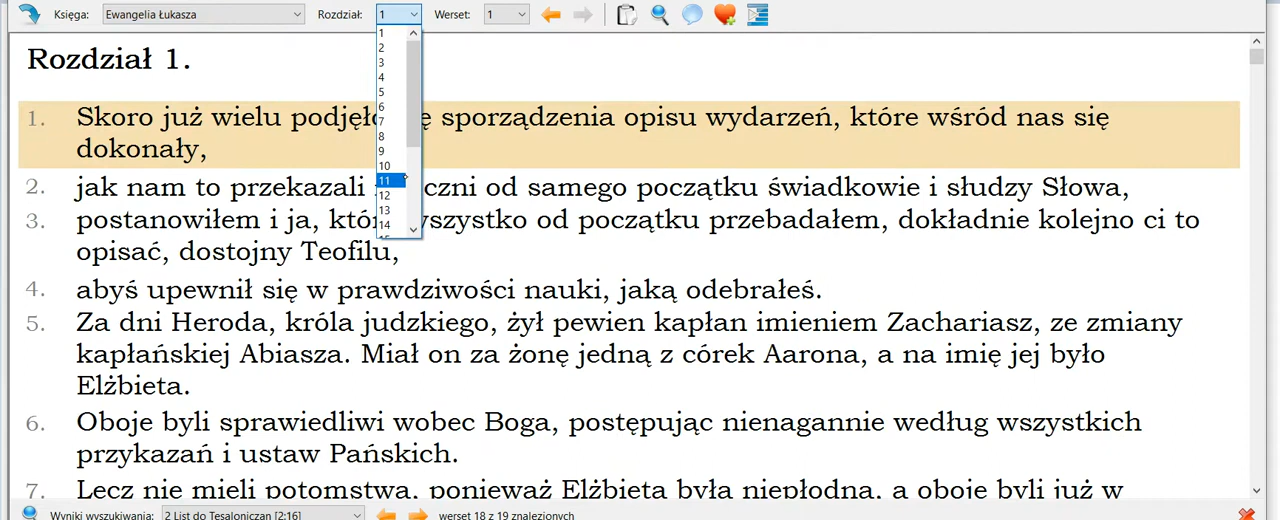 Księga: Ewangelia Łukasza Rozdział: 1 Werset: 1
1
2
3
4
5
6
7
8
9
10
11
12
13
14
Rozdział 1.
1. Skoro już wielu sporządzenia opisu wydarzeń, które wśród nas się
dokonały,
2. jak nam to przekazali od samego początku świadkowie i słudzy Słowa,
3. postanowiłem i ja, wszystko od początku przebadałem, dokładnie kolejno ci to
opisać, dostojny Teofilu,
4. abyś upewnił się w prawdziwości nauki, jaką odebrałeś.
5. Za dni Heroda, króla judzkiego, żył pewien kapłan imieniem Zachariasz, ze zmiany
kapłańskiej Abiasza. Miał on za żonę jedną z córek Aarona, a na imię jej było
Elżbieta.
6. Oboje byli sprawiedliwi wobec Boga, postępując nienagannie według wszystkich
przykazań i ustaw Pańskich.
7. Lecz nie mieli potomstwa, ponieważ Elżbieta była niepłodna, a oboje byli już w
Wyniki wyszukiwania: 2 List do Tesaloniczan [2:16] werset 18 z 19 znalezionych